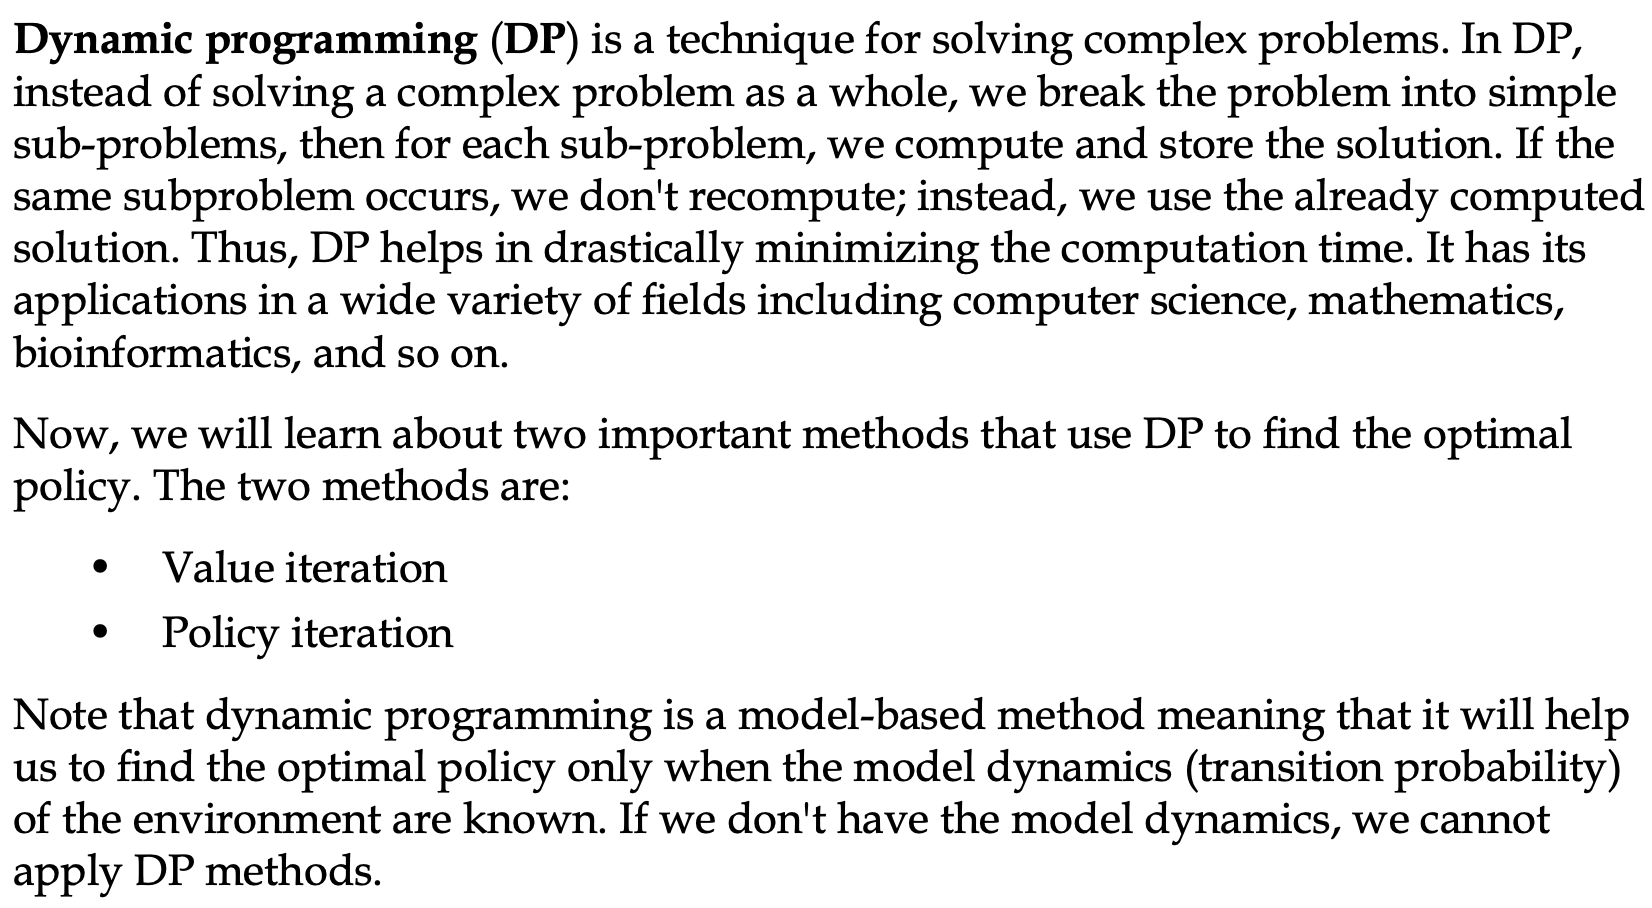 Dynamic programming (DP) is a technique for solving complex problems. In DP,
instead of solving a complex problem as a whole, we break the problem into simple
sub-problems, then for each sub-problem, we compute and store the solution. If the
same subproblem occurs, we don't recompute; instead, we use the already computed
solution. Thus, DP helps in drastically minimizing the computation time. It has its
applications in a wide variety of fields including computer science, mathematics,
bioinformatics, and so on.
Now, we will learn about two important methods that use DP to find the optimal
policy. The two methods are:
• Value iteration
• Policy iteration
Note that dynamic programming is a model-based method meaning that it will help
us to find the optimal policy only when the model dynamics (transition probability)
of the environment are known. If we don't have the model dynamics, we cannot
apply DP methods.